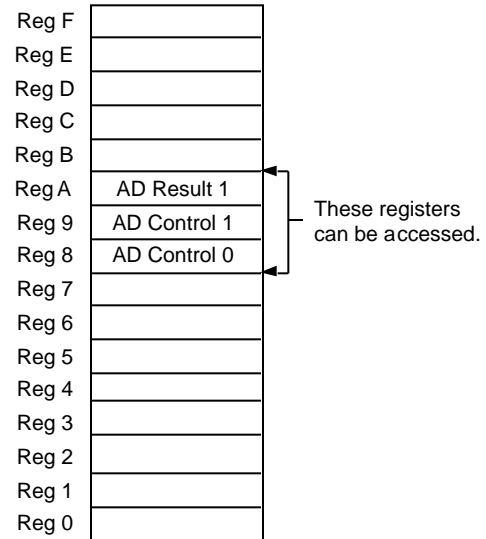 Reg F
Reg E
Reg D
Reg C
Reg B
Reg A AD Result 1
Reg 9 AD Control 1
Reg 8 AD Control 0
These registers
can be accessed.
Reg 7
Reg 6
Reg 5
Reg 4
Reg 3
Reg 2
Reg 1
Reg 0